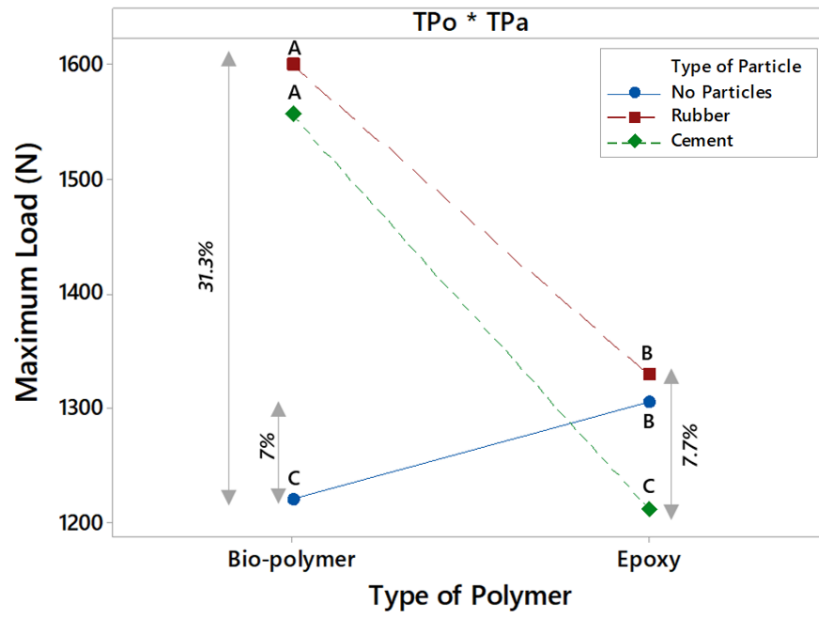 TPo * TPa
Type of Particle
No Particles
Rubber
Cement
Maximum Load (N)
1600
1500
1400
1300
1200
A
A
C
B
B
C
31.3%
7%
7.7%
Bio-polymer
Epoxy
Type of Polymer